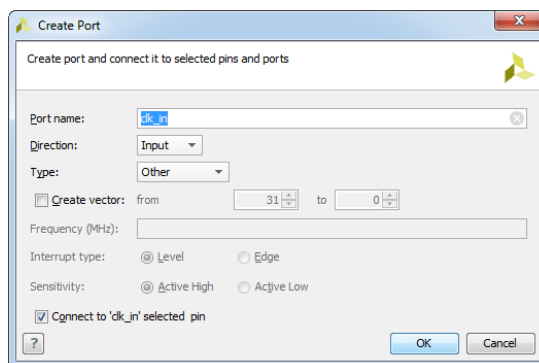 Create Port
Create port and connect it to selected pins and ports
Port name: clk_in
Direction: Input
Type: Other
Create vector: from 31 to 0
Frequency (MHz):
Interrupt type: Level Edge
Sensitivity: Active High Active Low
Connect to 'clk_in' selected pin
? OK Cancel